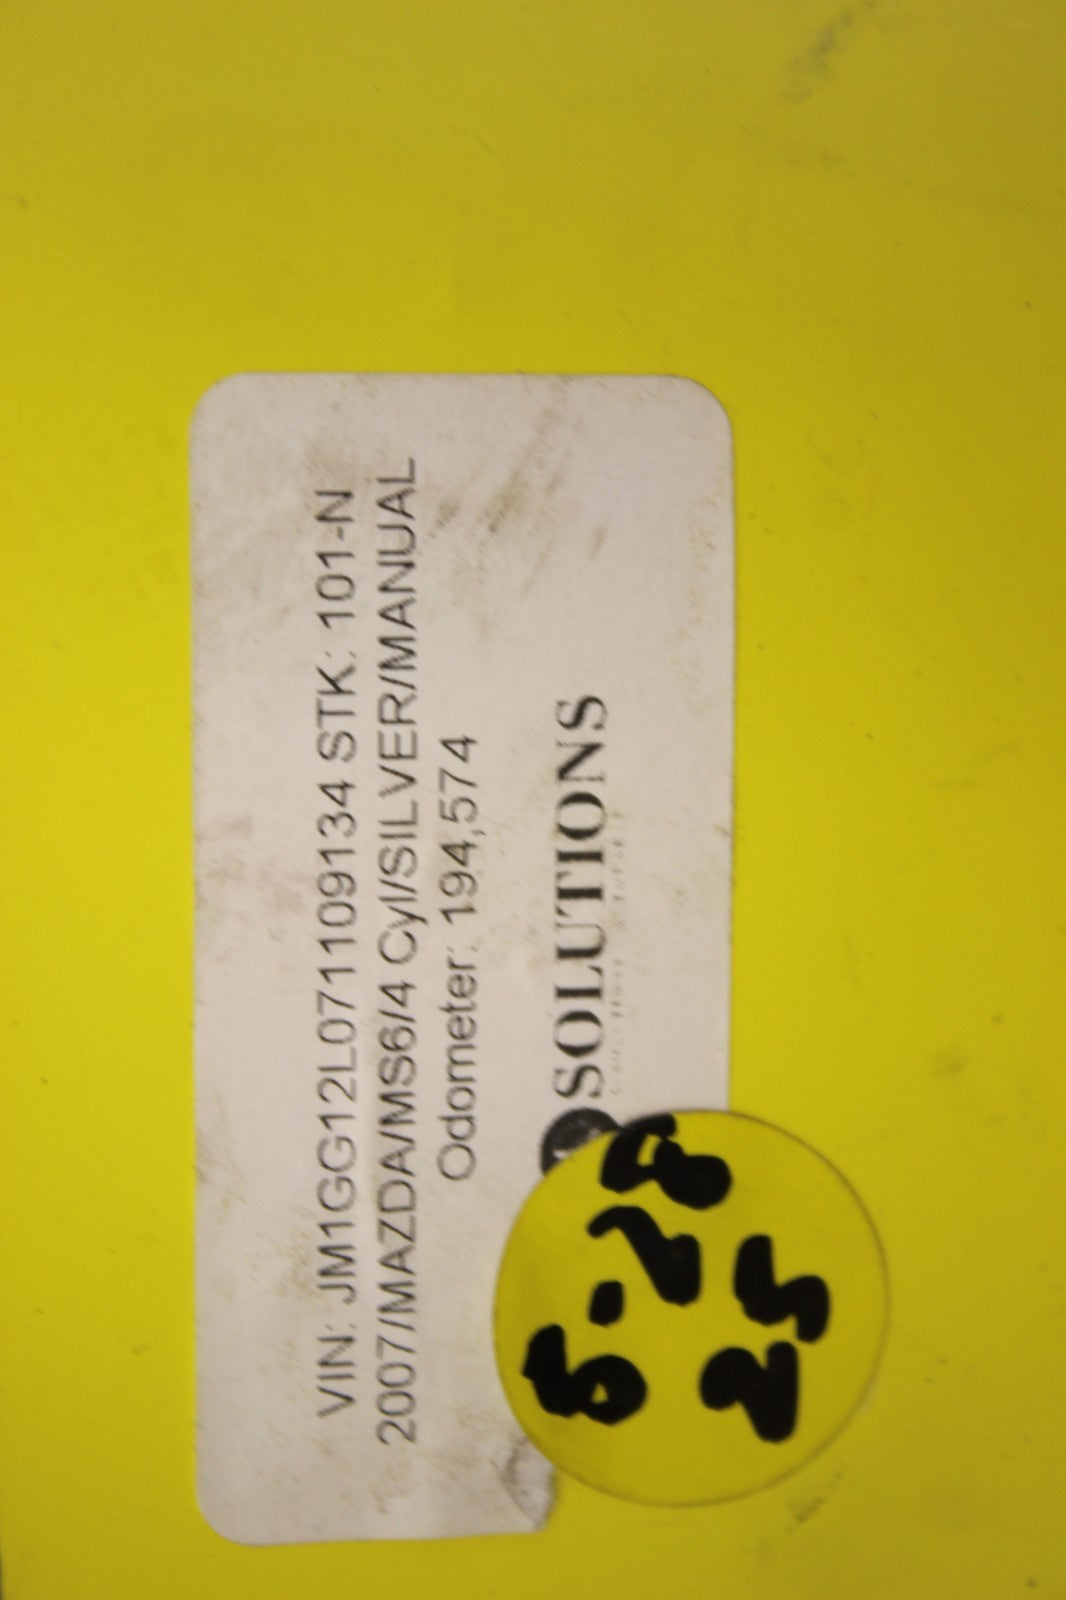 VIN: JM1GG12L071109134 STK: 101-N
2007/MAZDA/MS6/4 Cyl/SILVER/MANUAL
Odometer: 194,574
SOLUTIONS
5-28
25